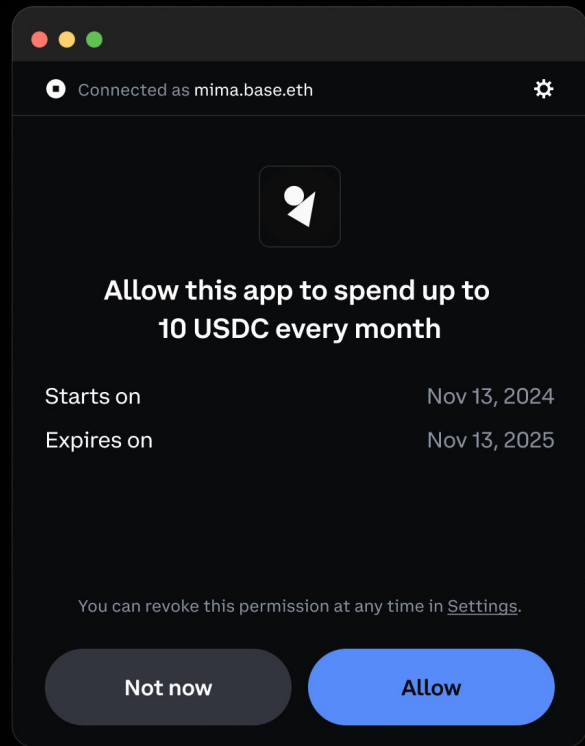 Connected as mima.base.eth
Allow this app to spend up to
10 USDC every month
Starts on Nov 13, 2024
Expires on Nov 13, 2025
You can revoke this permission at any time in Settings.
Not now Allow